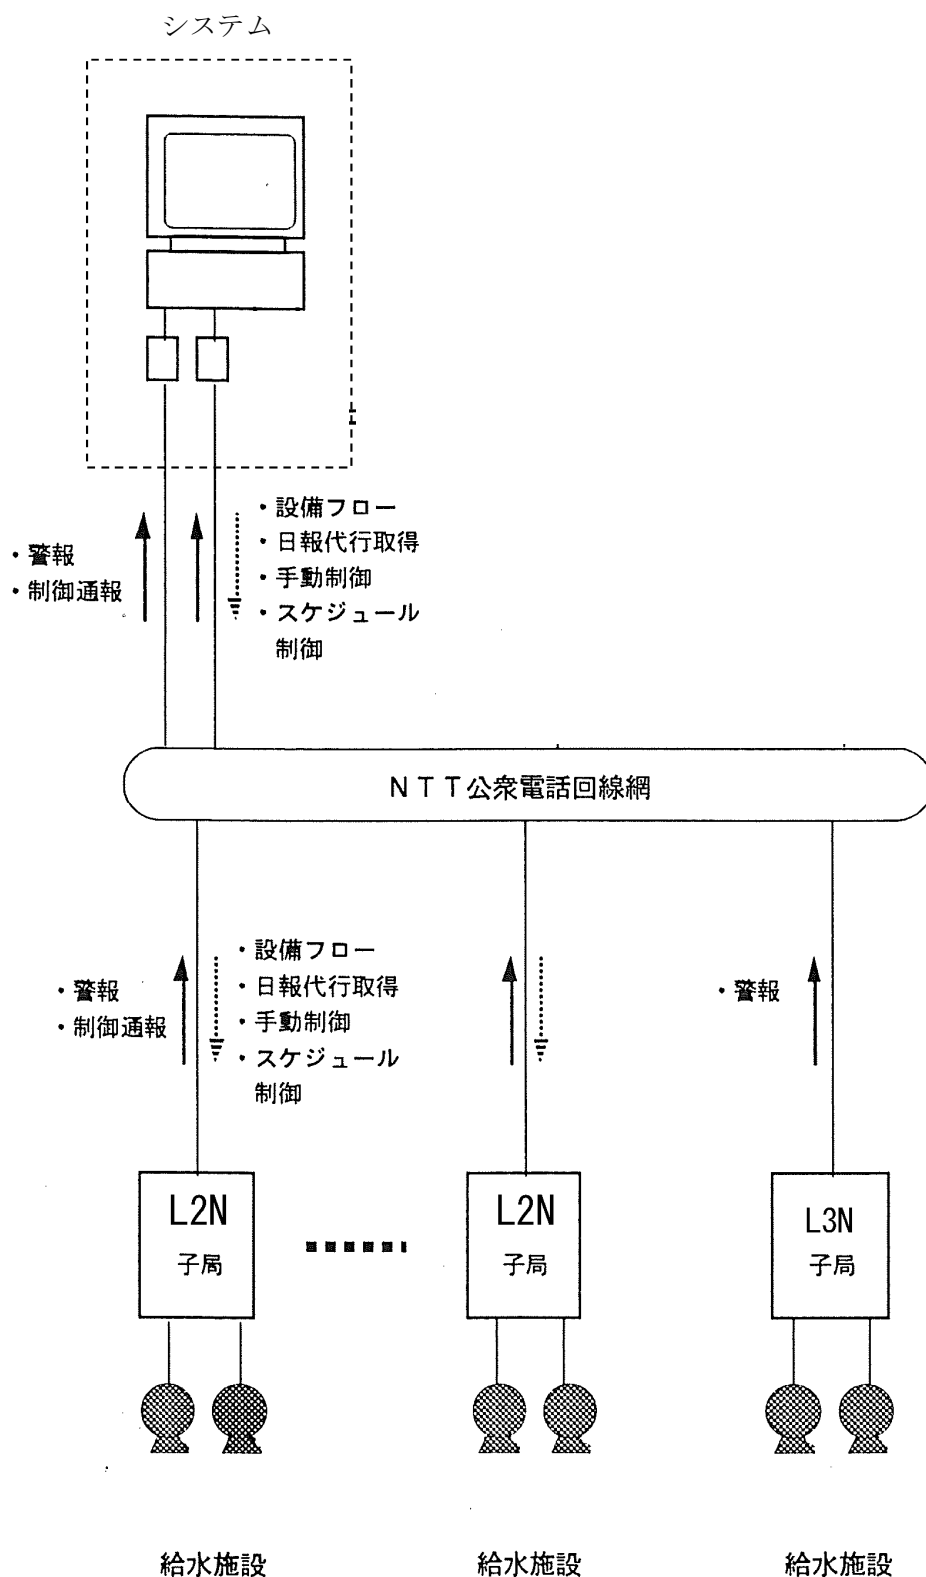 システム
・警報
・制御通報
・設備フロー
・日報代行取得
・手動制御
・スケジュール
制御
ＮＴＴ公衆電話回線網
・警報
・制御通報
・設備フロー
・日報代行取得
・手動制御
・スケジュール
制御
・警報
L2N
子局
L2N
子局
L3N
子局
給水施設
給水施設
給水施設